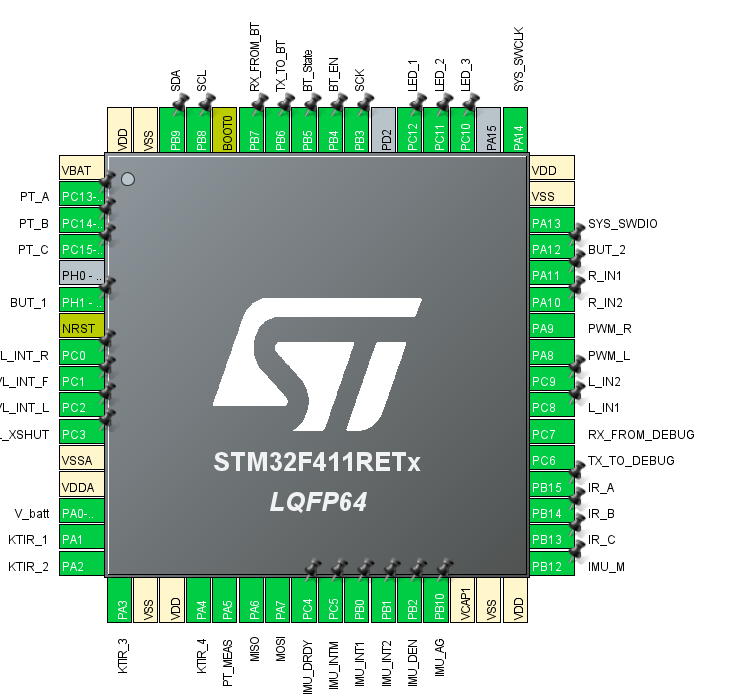 SDA
SCL
RX_FROM_BT
TX_TO_BT
BT_State
BT_EN
SCK
LED_1
LED_2
LED_3
SYS_SWCLK
VDD
VSS
PB9
PB8
BOOT0
PB7
PB6
PB5
PB4
PB3
PD2
PC12
PC11
PC10
PA15
PA14
VBAT
PT_A PC13-..
PT_B PC14-..
PT_C PC15-..
PH0 - ..
BUT_1 PH1 - ..
NRST
L_INT_R PC0
VL_INT_F PC1
VL_INT_L PC2
L_XSHUT PC3
VSSA
VDDA
V_batt PA0-..
KTIR_1 PA1
KTIR_2 PA2
VDD
VSS
PA13 SYS_SWDIO
PA12 BUT_2
PA11 R_IN1
PA10 R_IN2
PA9 PWM_R
PA8 PWM_L
PC9 L_IN2
PC8 L_IN1
PC7 RX_FROM_DEBUG
PC6 TX_TO_DEBUG
PB15 IR_A
PB14 IR_B
PB13 IR_C
PB12 IMU_M
ST
STM32F411RETx
LQFP64
PA3
VSS
VDD
PA4
PA5
PA6
PA7
PC4
PC5
PB0
PB1
PB2
PB10
VCAP1
VSS
VDD
KTIR_3
KTIR_4
PT_MEAS
MISO
MOSI
IMU_DRDY
IMU_INTM
IMU_INT1
IMU_INT2
IMU_DEN
IMU_AG